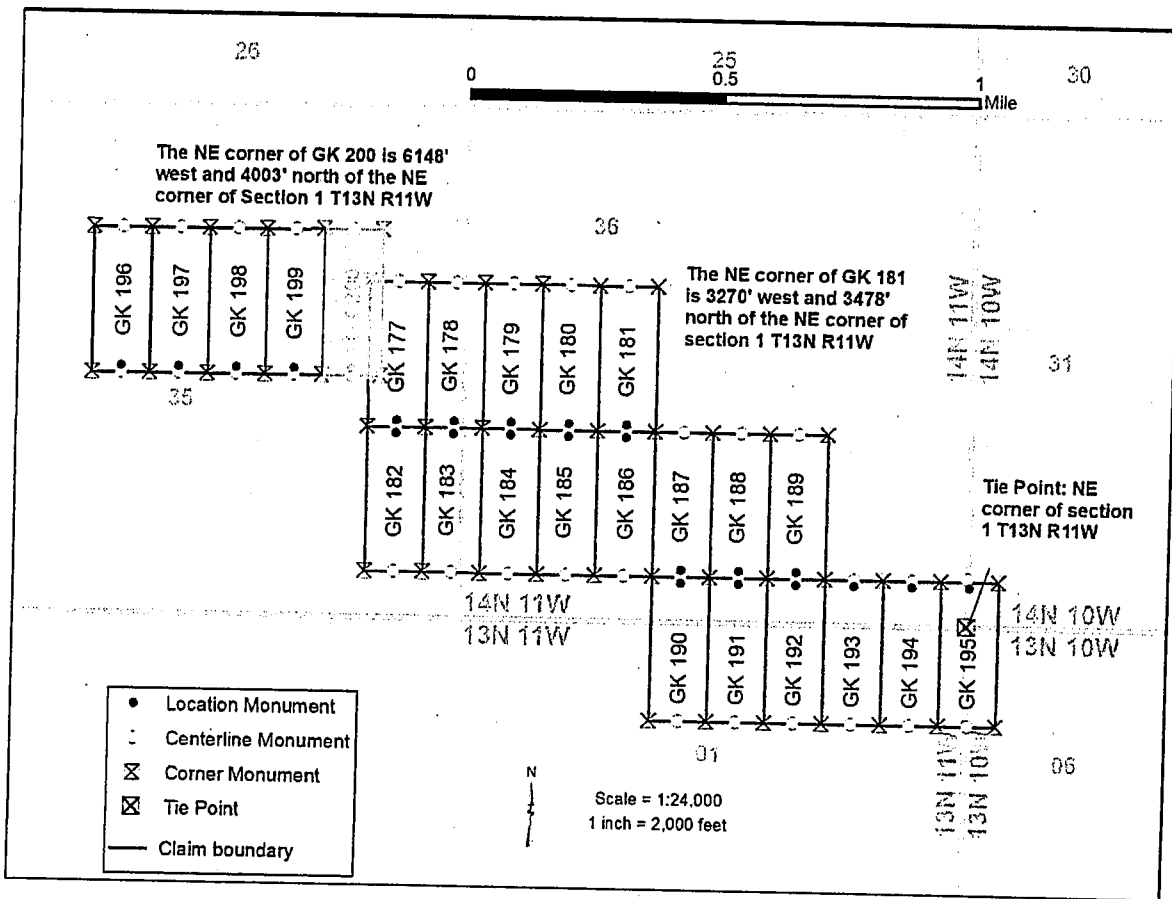 26
25
30
0
0.5
1
Mile
The NE corner of GK 200 is 6148'
west and 4003' north of the NE
corner of Section 1 T13N R11W
36
GK 196
GK 197
GK 198
GK 199
The NE corner of GK 181
is 3270' west and 3478'
north of the NE corner of
section 1 T13N R11W
14N 11W
14N 10W
GK 177
GK 178
GK 179
GK 180
GK 181
31
35
GK 182
GK 183
GK 184
GK 185
GK 186
GK 187
GK 188
GK 189
Tie Point: NE
corner of section
1 T13N R11W
14N 11W
13N 11W
14N 10W
13N 10W
GK 190
GK 191
GK 192
GK 193
GK 194
GK 195
01
06
13N 11W
13N 10W
Location Monument
Centerline Monument
Corner Monument
Tie Point
Claim boundary
N
Scale = 1:24,000
1 inch = 2,000 feet